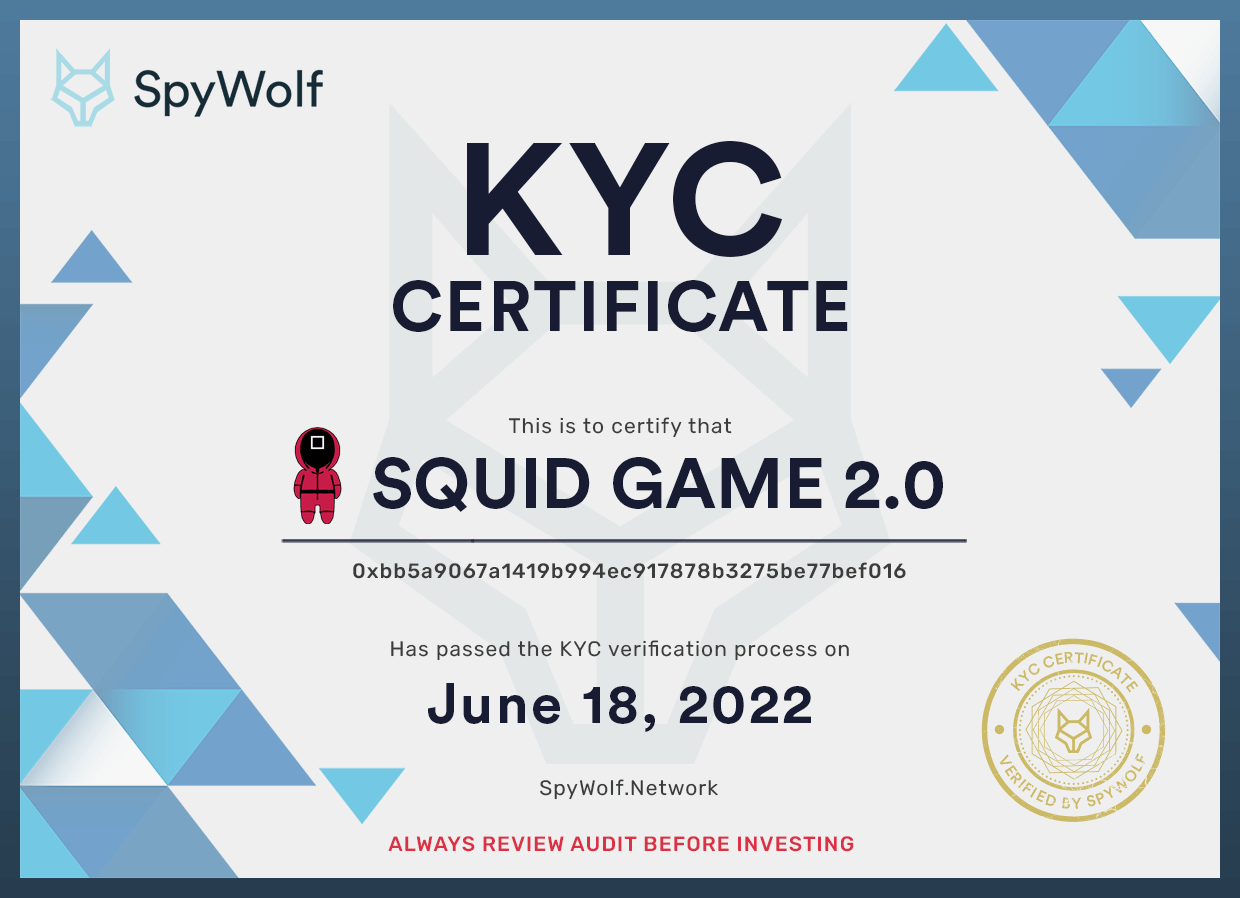 SpyWolf
KYC
CERTIFICATE
This is to certify that
SQUID GAME 2.0
0xbb5a9067a1419b994ec917878b3275be77bef016
Has passed the KYC verification process on
June 18, 2022
KYC CERTIFICATE
VERIFIED BY SPYWOLF
SpyWolf.Network
ALWAYS REVIEW AUDIT BEFORE INVESTING